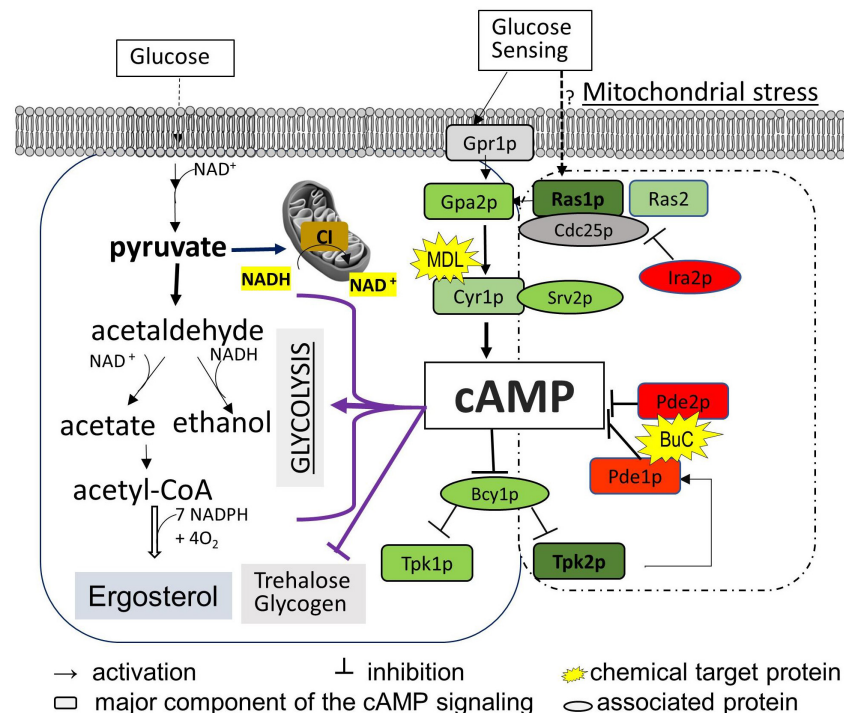 Glucose
Glucose
Sensing
? Mitochondrial stress
Gpr1p
NAD+
Gpa2p
Ras1p
Ras2
Cdc25p
pyruvate
CI
MDL
NADH
NAD+
Ira2p
Cyr1p
Srv2p
acetaldehyde
NAD+
NADH
GLYCOLYSIS
cAMP
Pde2p
acetate
ethanol
BuC
Pde1p
acetyl-CoA
Bcy1p
7 NADPH
+ 4O2
Tpk1p
Tpk2p
Ergosterol
Trehalose
Glycogen
→ activation
┴ inhibition
chemical target protein
major component of the cAMP signaling
associated protein